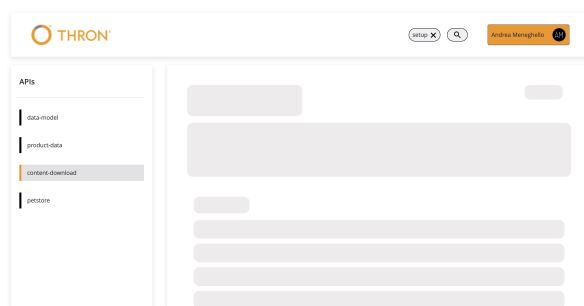 THRON
setup
Andrea Meneghello
AM
APIs
data-model
product-data
content-download
petstore